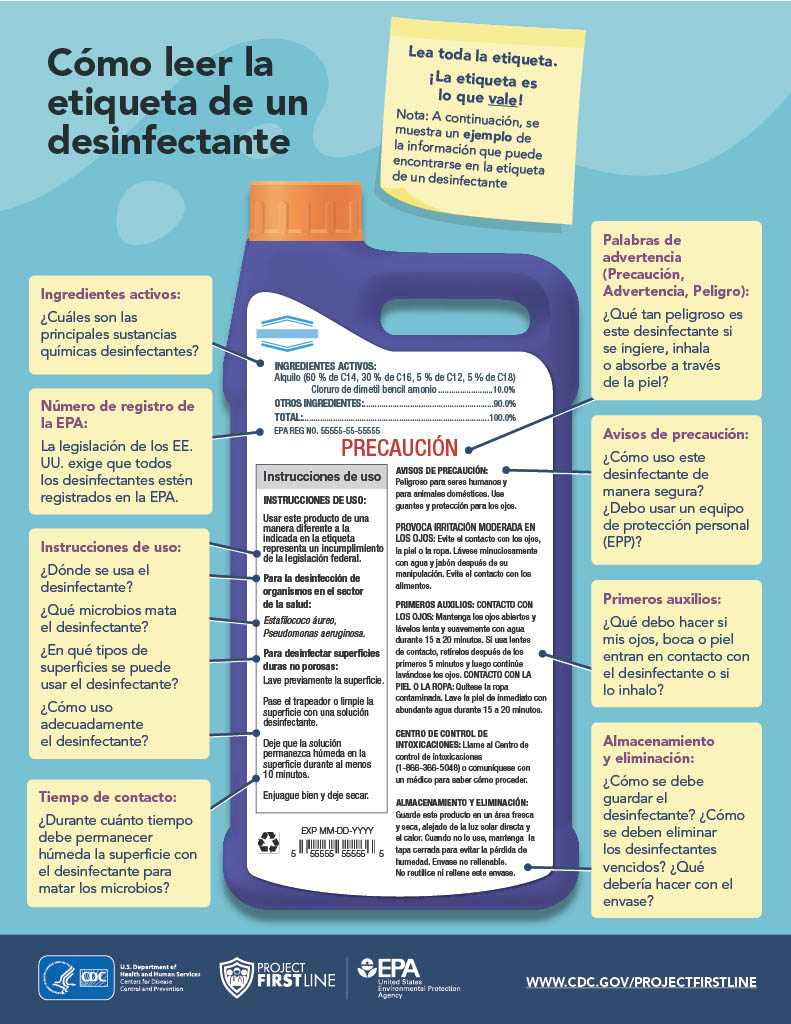 Cómo leer la
etiqueta de un
desinfectante
Lea toda la etiqueta.
¡La etiqueta es
lo que vale!
Nota: A continuación, se
muestra un ejemplo de
la información que puede
encontrarse en la etiqueta
de un desinfectante
Ingredientes activos:
¿Cuáles son las
principales sustancias
químicas desinfectantes?
Número de registro de
la EPA:
La legislación de los EE.
UU. exige que todos
los desinfectantes estén
registrados en la EPA.
Instrucciones de uso:
¿Dónde se usa el
desinfectante?
¿Qué microbios mata
el desinfectante?
¿En qué tipos de
superficies se puede
usar el desinfectante?
¿Cómo uso
adecuadamente
el desinfectante?
Tiempo de contacto:
¿Durante cuánto tiempo
debe permanecer
húmeda la superficie con
el desinfectante para
matar los microbios?
INGREDIENTES ACTIVOS:
Alquilo (60 % de C14, 30 % de C16, 5 % de C12, 5 % de C18)
Cloruro de dimetil bencil amonio ......................10.0%
OTROS INGREDIENTES:....................................................90.0%
TOTAL:..........................................................................100.0%
EPA REG NO. 55555-55-55555
PRECAUCIÓN
Instrucciones de uso
INSTRUCCIONES DE USO:
Usar este producto de una
manera diferente a la
indicada en la etiqueta
representa un incumplimiento
de la legislación federal.
Para la desinfección de
organismos en el sector
de la salud:
Estafilococo áureo,
Pseudomonas aeruginosa.
Para desinfectar superficies
duras no porosas:
Lave previamente la superficie.
Pase el trapeador o limpie la
superficie con una solución
desinfectante.
Deje que la solución
permanezca húmeda en la
superficie durante al menos
10 minutos.
Enjuague bien y deje secar.
EXP MM-DD-YYYY
5 55555 55555 5
AVISOS DE PRECAUCIÓN:
Peligroso para seres humanos y
para animales domésticos. Use
guantes y protección para los ojos.
PROVOCA IRRITACIÓN MODERADA EN
LOS OJOS: Evite el contacto con los ojos,
la piel o la ropa. Lávese minuciosamente
con agua y jabón después de su
manipulación. Evite el contacto con los
alimentos.
PRIMEROS AUXILIOS: CONTACTO CON
LOS OJOS: Mantenga los ojos abiertos y
lávelos lenta y suavemente con agua
durante 15 a 20 minutos. Si usa lentes
de contacto, retírelos después de los
primeros 5 minutos y luego continúe
lavándose los ojos. CONTACTO CON LA
PIEL O LA ROPA: Quítese la ropa
contaminada. Lave la piel de inmediato con
abundante agua durante 15 a 20 minutos.
CENTRO DE CONTROL DE
INTOXICACIONES: Llame al Centro de
control de intoxicaciones
(1-866-366-5048) o comuníquese con
un médico para saber cómo proceder.
ALMACENAMIENTO Y ELIMINACIÓN:
Guarde este producto en un área fresca
y seca, alejado de la luz solar directa y
el calor. Cuando no lo use, mantenga la
tapa cerrada para evitar la pérdida de
humedad. Envase no rellenable.
No reutilice ni rellene este envase.
Palabras de
advertencia
(Precaución,
Advertencia, Peligro):
¿Qué tan peligroso es
este desinfectante si
se ingiere, inhala
o absorbe a través
de la piel?
Avisos de precaución:
¿Cómo uso este
desinfectante de
manera segura?
¿Debo usar un equipo
de protección personal
(EPP)?
Primeros auxilios:
¿Qué debo hacer si
mis ojos, boca o piel
entran en contacto con
el desinfectante o si
lo inhalo?
Almacenamiento
y eliminación:
¿Cómo se debe
guardar el
desinfectante? ¿Cómo
se deben eliminar
los desinfectantes
vencidos? ¿Qué
debería hacer con el
envase?
CDC
U.S. Department of
Health and Human Services
Centers for Disease
Control and Prevention
PROJECT
FIRSTLINE
EPA
United States
Environmental Protection
Agency
WWW.CDC.GOV/PROJECTFIRSTLINE